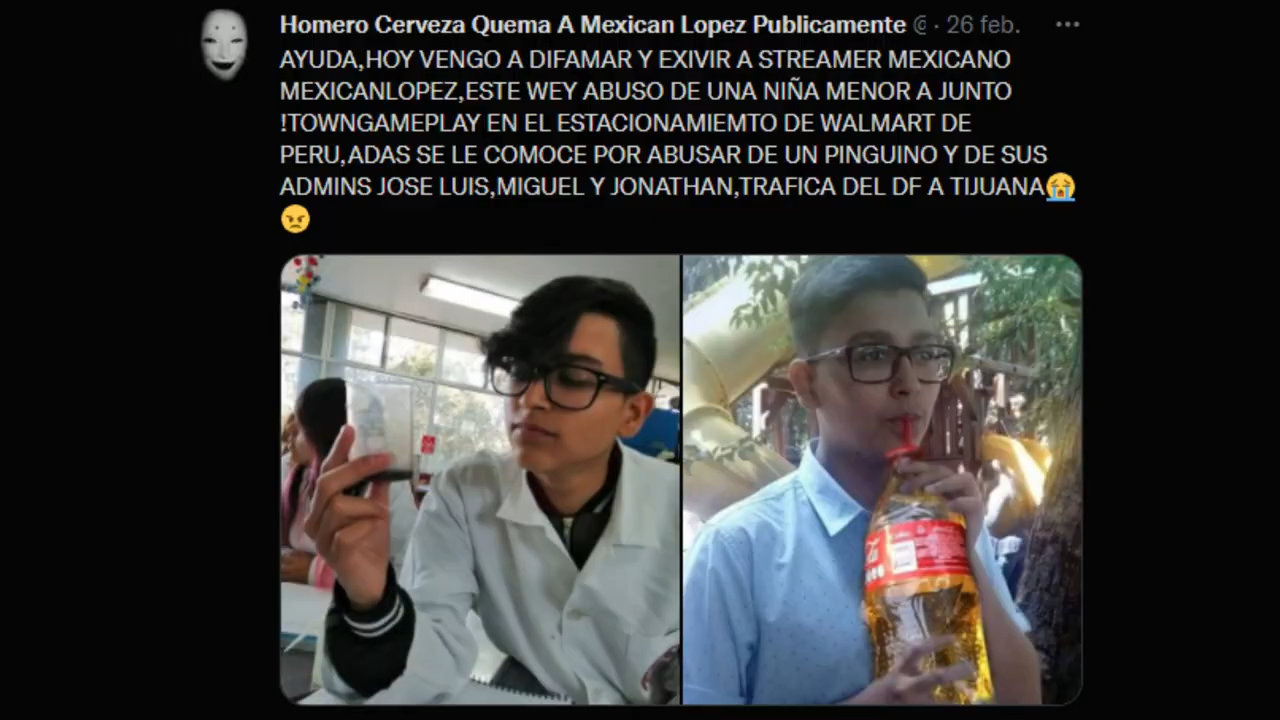 Homero Cerveza Quema A Mexican Lopez Publicamente @ · 26 feb.
AYUDA,HOY VENGO A DIFAMAR Y EXIVIR A STREAMER MEXICANO
MEXICANLOPEZ,ESTE WEY ABUSO DE UNA NIÑA MENOR A JUNTO
!TOWNGAMEPLAY EN EL ESTACIONAMIEMTO DE WALMART DE
PERU,ADAS SE LE COMOCE POR ABUSAR DE UN PINGUINO Y DE SUS
ADMINS JOSE LUIS,MIGUEL Y JONATHAN,TRAFICA DEL DF A TIJUANA😭
😠